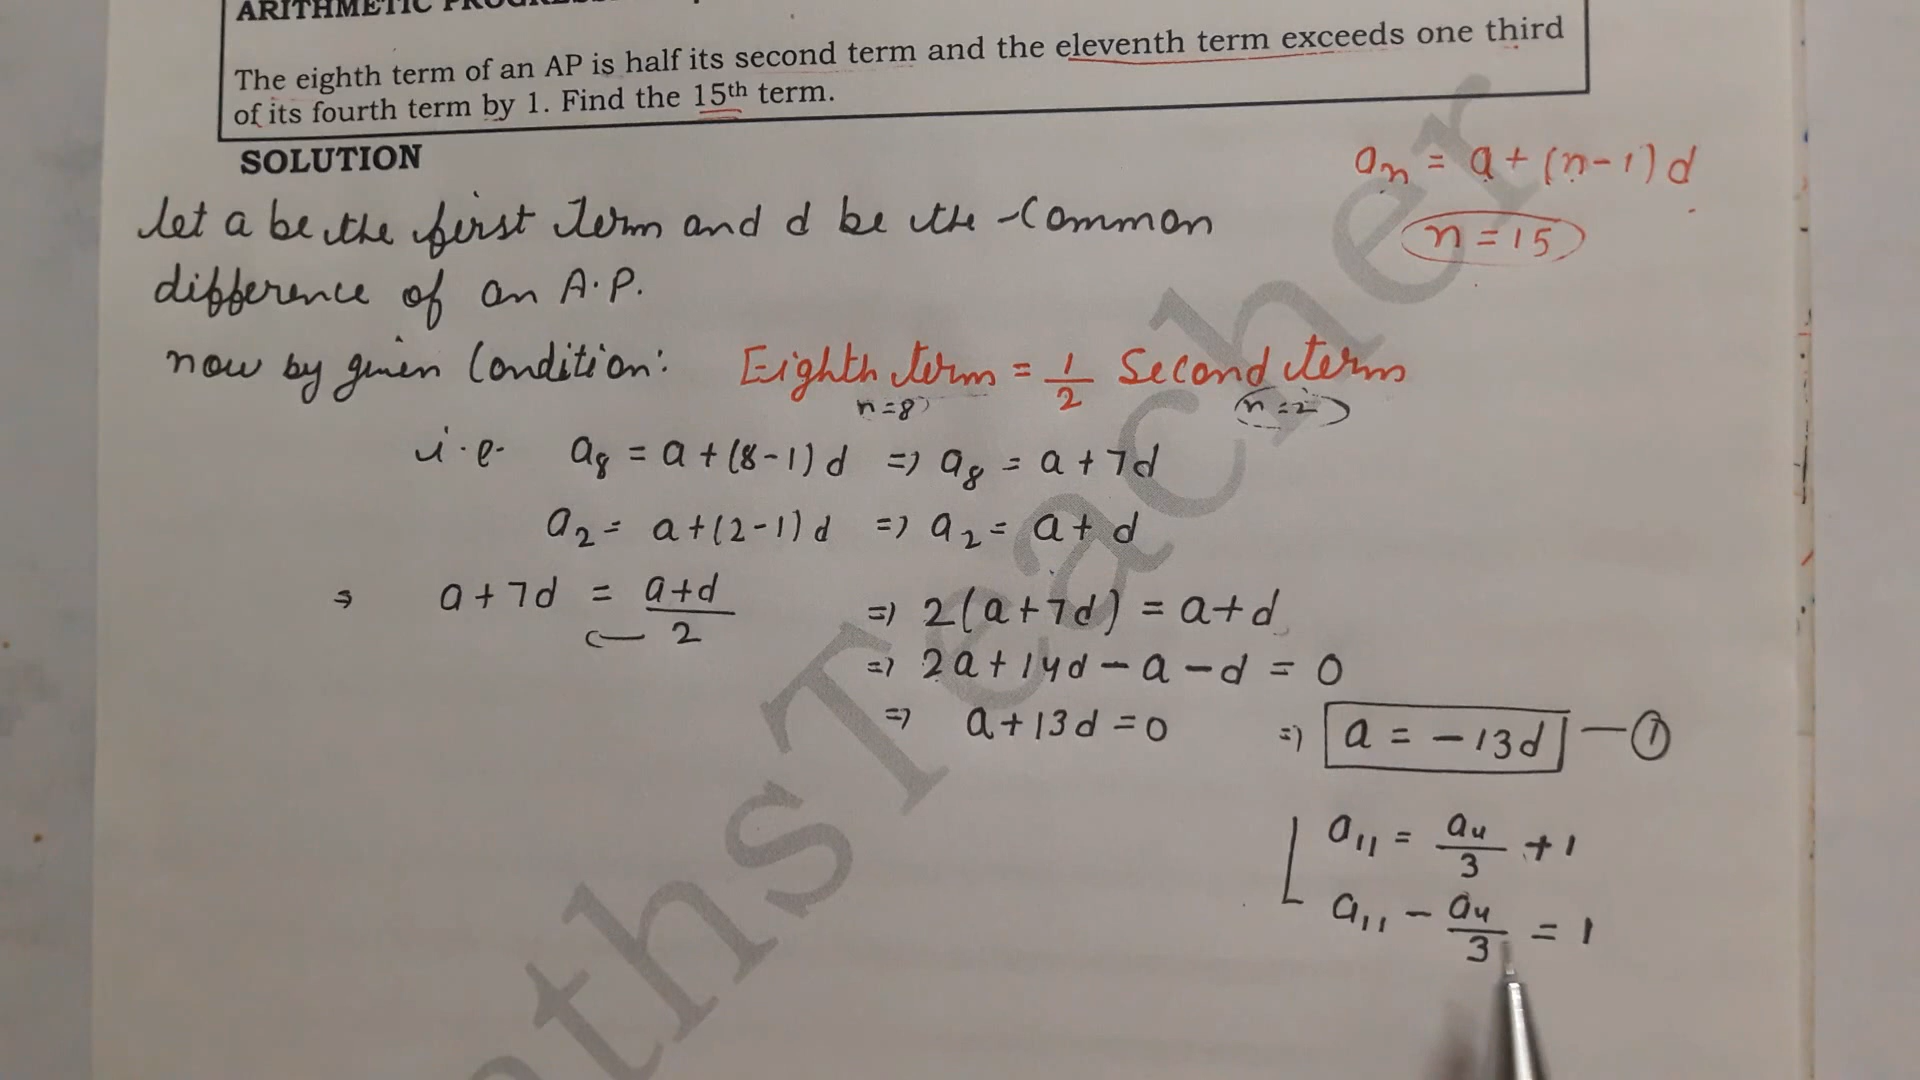 ARITHMETIC
The eighth term of an AP is half its second term and the eleventh term exceeds one third
of its fourth term by 1. Find the 15th term.
SOLUTION
aₙ = a + (n - 1) d
n = 15
let a be the first term and d be the common
difference of an A.P.
now by given Condition: Eighth term = 1/2 Second term
n=8 n=2
i.e. a₈ = a + (8-1) d => a₈ = a + 7d
a₂ = a + (2-1) d => a₂ = a + d
=> a + 7d = a+d/2 => 2(a+7d) = a+d
=> 2a + 14d - a - d = 0
=> a + 13d = 0 => a = -13d — ①
a₁₁ = a₄/3 + 1
a₁₁ - a₄/3 = 1
thsTeacher